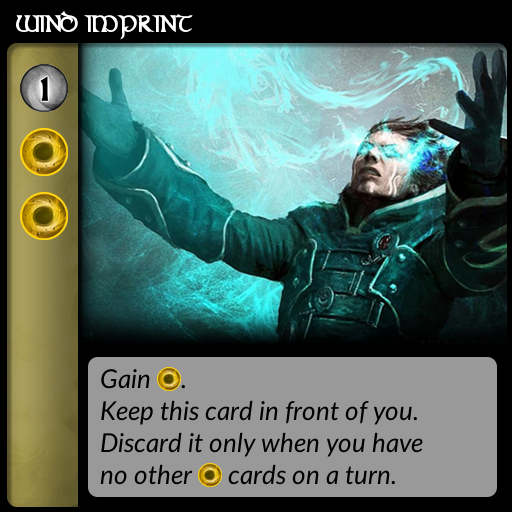 WIND IMPRINT
1
Gain .
Keep this card in front of you.
Discard it only when you have
no other cards on a turn.